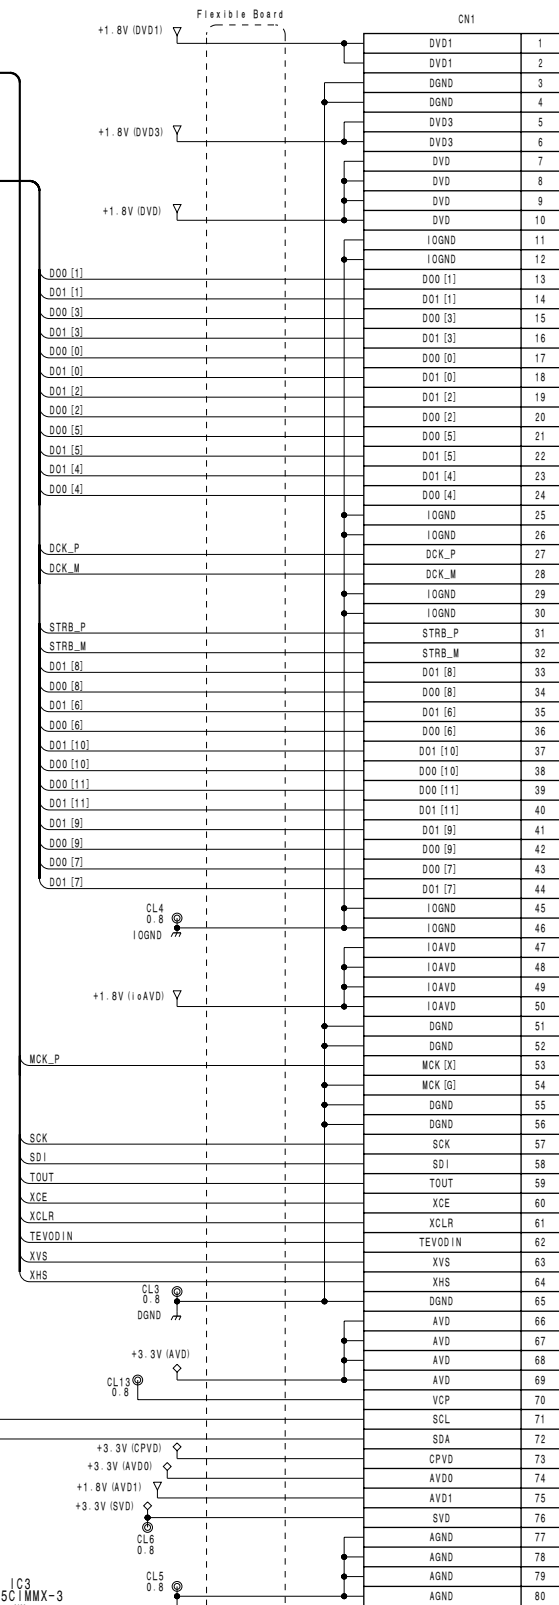 Flexible Board
CN1
+1.8V (DVD1)
DVD1 1
DVD1 2
DGND 3
DGND 4
DVD3 5
+1.8V (DVD3)
DVD3 6
DVD 7
DVD 8
DVD 9
+1.8V (DVD)
DVD 10
IOGND 11
IOGND 12
DO0 [1] DO0 [1] 13
DO1 [1] DO1 [1] 14
DO0 [3] DO0 [3] 15
DO1 [3] DO1 [3] 16
DO0 [0] DO0 [0] 17
DO1 [0] DO1 [0] 18
DO1 [2] DO1 [2] 19
DO0 [2] DO0 [2] 20
DO0 [5] DO0 [5] 21
DO1 [5] DO1 [5] 22
DO1 [4] DO1 [4] 23
DO0 [4] DO0 [4] 24
IOGND 25
IOGND 26
DCK_P DCK_P 27
DCK_M DCK_M 28
IOGND 29
IOGND 30
STRB_P STRB_P 31
STRB_M STRB_M 32
DO1 [8] DO1 [8] 33
DO0 [8] DO0 [8] 34
DO1 [6] DO1 [6] 35
DO0 [6] DO0 [6] 36
DO1 [10] DO1 [10] 37
DO0 [10] DO0 [10] 38
DO0 [11] DO0 [11] 39
DO1 [11] DO1 [11] 40
DO1 [9] DO1 [9] 41
DO0 [9] DO0 [9] 42
DO0 [7] DO0 [7] 43
DO1 [7] DO1 [7] 44
CL4
0.8
IOGND 45
IOGND
IOGND 46
IOAVD 47
IOAVD 48
IOAVD 49
+1.8V (ioAVD)
IOAVD 50
DGND 51
DGND 52
MCK_P MCK [X] 53
MCK [G] 54
DGND 55
DGND 56
SCK SCK 57
SDI SDI 58
TOUT TOUT 59
XCE XCE 60
XCLR XCLR 61
TEVODIN TEVODIN 62
XVS XVS 63
XHS XHS 64
CL3
0.8
DGND
DGND 65
AVD 66
AVD 67
+3.3V (AVD)
AVD 68
AVD 69
CL13
0.8
VCP 70
SCL 71
SDA 72
+3.3V (CPVD) CPVD 73
+3.3V (AVDO) AVDO 74
+1.8V (AVD1) AVD1 75
+3.3V (SVD) SVD 76
CL6
0.8
AGND 77
AGND 78
CL5
0.8
AGND 79
AGND 80
IC3
5CIMMX-3